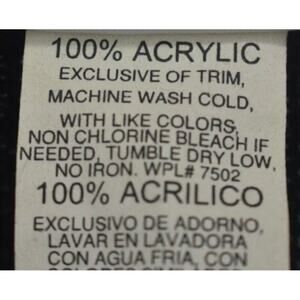 100% ACRYLIC
EXCLUSIVE OF TRIM,
MACHINE WASH COLD,
WITH LIKE COLORS,
NON CHLORINE BLEACH IF
NEEDED, TUMBLE DRY LOW,
NO IRON. WPL# 7502
100% ACRILICO
EXCLUSIVO DE ADORNO,
LAVAR EN LAVADORA
CON AGUA FRIA, CON